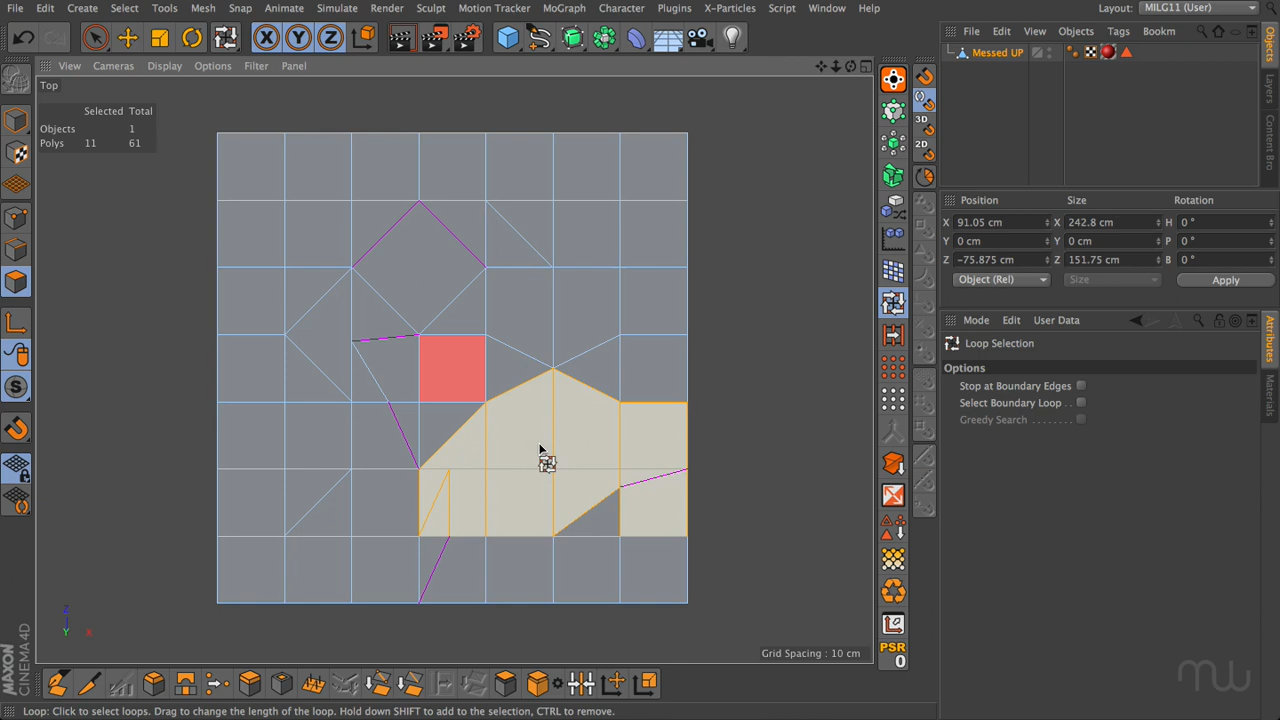 File Edit Create Select Tools Mesh Snap Animate Simulate Render Sculpt Motion Tracker MoGraph Character Plugins X-Particles Script Window Help Layout: MILG11 (User)
File Edit View Objects Tags Bookm
View Cameras Display Options Filter Panel
Messed UP
Top
Selected Total
Objects 1
Polys 11 61
3D
2D
Objects
Layers
Content Bro
Position Size Rotation
X 91.05 cm X 242.8 cm H 0 °
Y 0 cm Y 0 cm P 0 °
Z −75.875 cm Z 151.75 cm B 0 °
Object (Rel) Size Apply
Mode Edit User Data
Loop Selection
Options
Stop at Boundary Edges
Select Boundary Loop
Greedy Search
Attributes
Materials
X Y Z
S
Z
Y X
Grid Spacing : 10 cm
PSR
0
MAXON
CINEMA 4D
mw
Loop: Click to select loops. Drag to change the length of the loop. Hold down SHIFT to add to the selection, CTRL to remove.